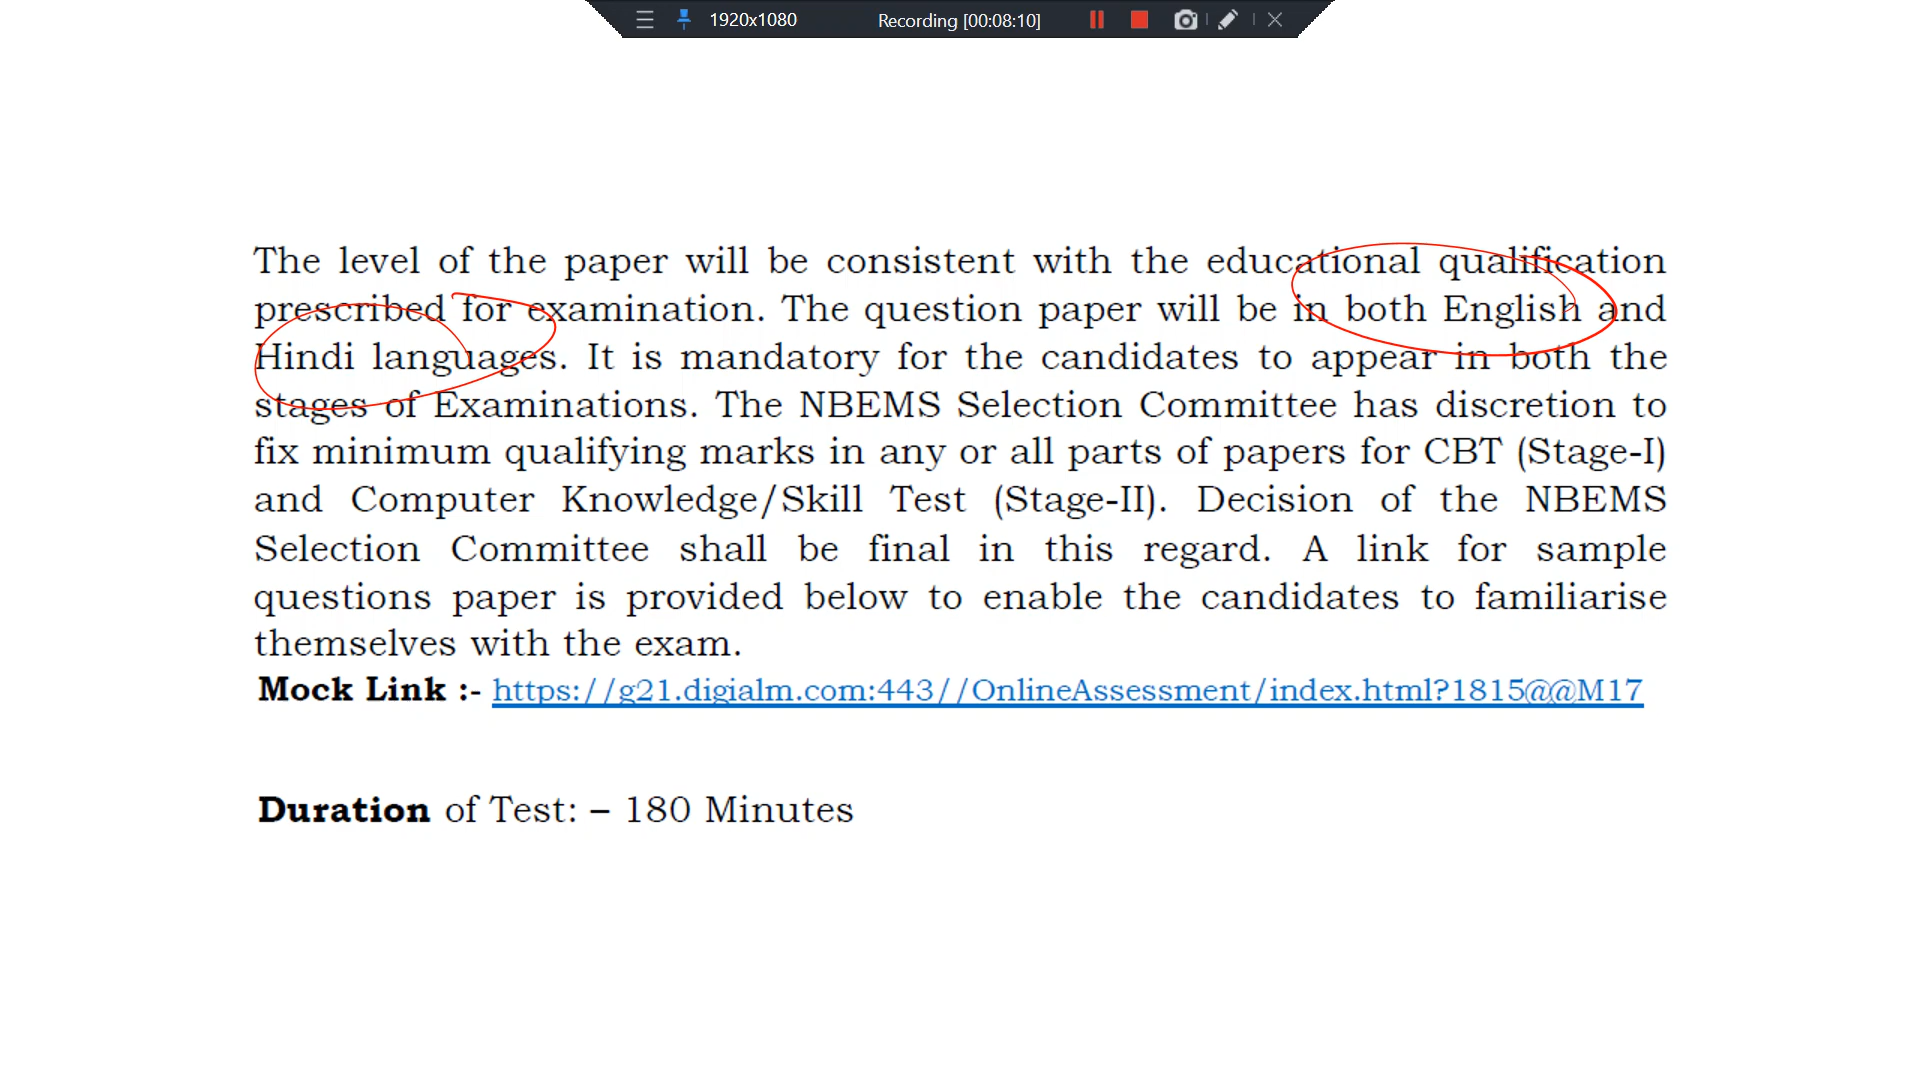 1920x1080 Recording [00:08:10]
The level of the paper will be consistent with the educational qualification
prescribed for examination. The question paper will be in both English and
Hindi languages. It is mandatory for the candidates to appear in both the
stages of Examinations. The NBEMS Selection Committee has discretion to
fix minimum qualifying marks in any or all parts of papers for CBT (Stage-I)
and Computer Knowledge/Skill Test (Stage-II). Decision of the NBEMS
Selection Committee shall be final in this regard. A link for sample
questions paper is provided below to enable the candidates to familiarise
themselves with the exam.
Mock Link :- https://g21.digialm.com:443//OnlineAssessment/index.html?1815@@M17
Duration of Test: – 180 Minutes